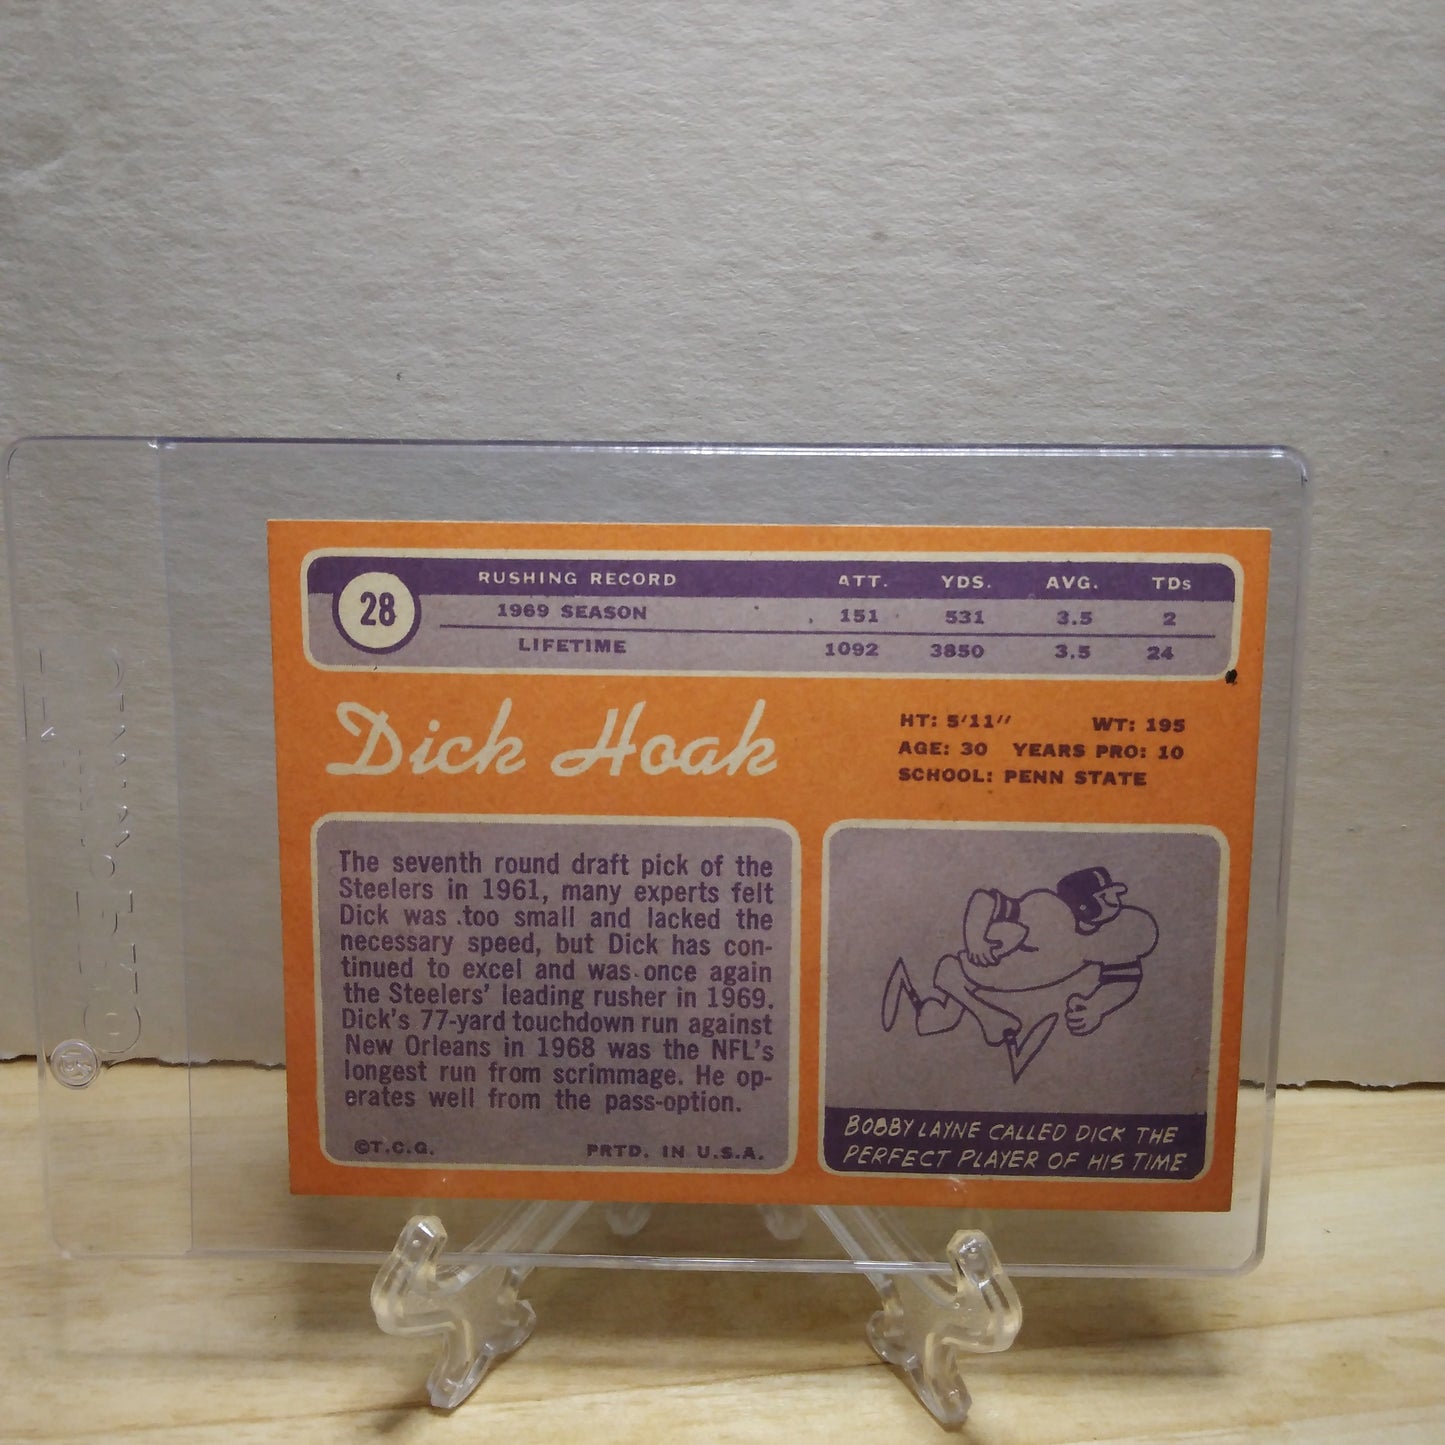 28
RUSHING RECORD ATT. YDS. AVG. TDs
1969 SEASON 151 531 3.5 2
LIFETIME 1092 3850 3.5 24
Dick Hoak
HT: 5'11" WT: 195
AGE: 30 YEARS PRO: 10
SCHOOL: PENN STATE
The seventh round draft pick of the
Steelers in 1961, many experts felt
Dick was too small and lacked the
necessary speed, but Dick has con-
tinued to excel and was once again
the Steelers' leading rusher in 1969.
Dick's 77-yard touchdown run against
New Orleans in 1968 was the NFL's
longest run from scrimmage. He op-
erates well from the pass-option.
©T.C.G. PRTD. IN U.S.A.
BOBBY LAYNE CALLED DICK THE
PERFECT PLAYER OF HIS TIME